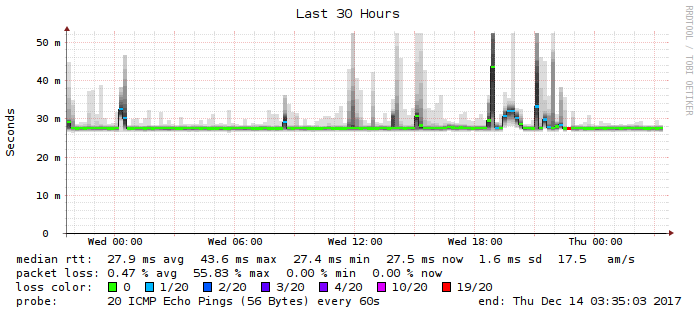 Last 30 Hours
RRDTOOL / TOBI OETIKER
Seconds
50 m
40 m
30 m
20 m
10 m
0
Wed 00:00 Wed 06:00 Wed 12:00 Wed 18:00 Thu 00:00
median rtt: 27.9 ms avg 43.6 ms max 27.4 ms min 27.5 ms now 1.6 ms sd 17.5 am/s
packet loss: 0.47 % avg 55.83 % max 0.00 % min 0.00 % now
loss color: 0 1/20 2/20 3/20 4/20 10/20 19/20
probe: 20 ICMP Echo Pings (56 Bytes) every 60s end: Thu Dec 14 03:35:03 2017